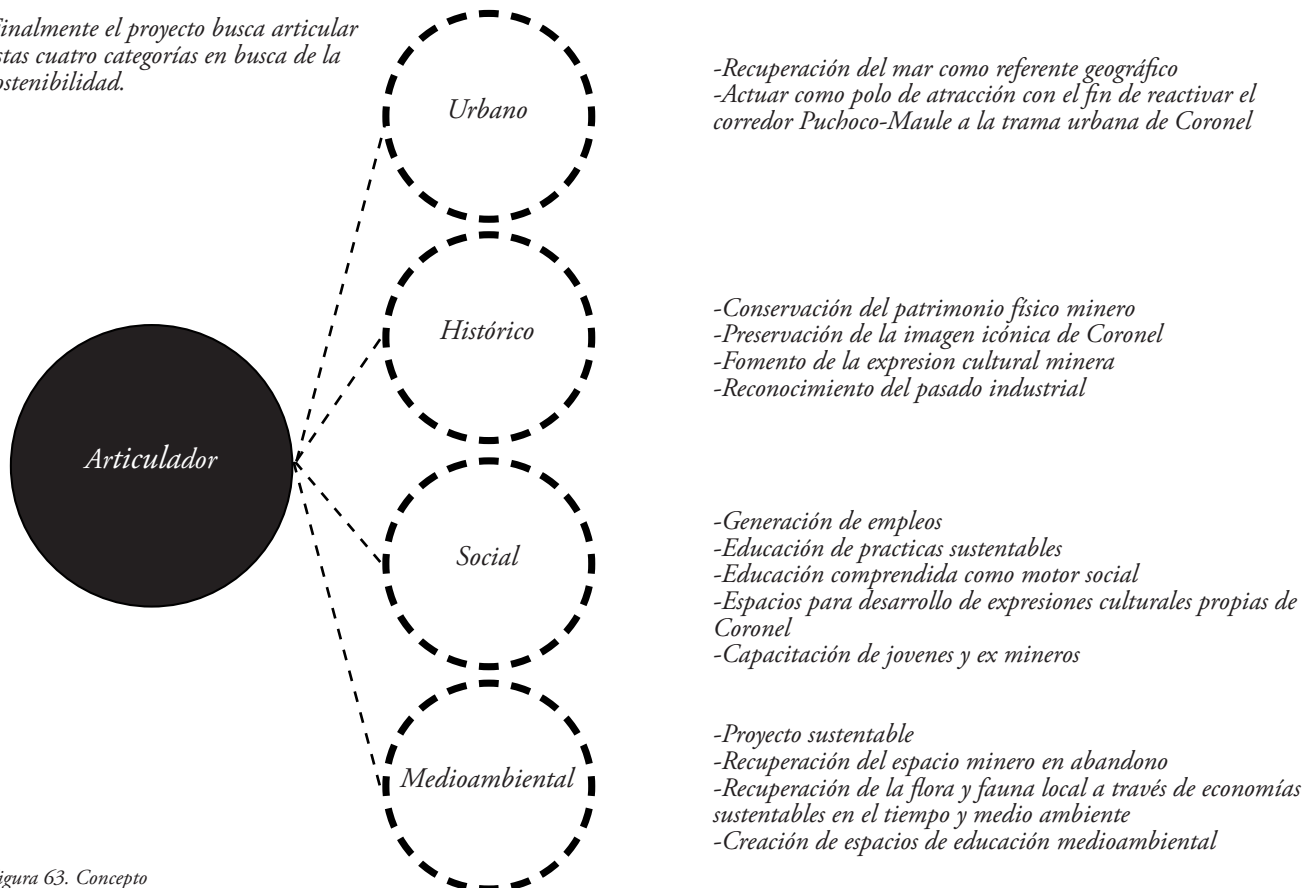 inalmente el proyecto busca articular
stas cuatro categorías en busca de la
ostenibilidad.
Urbano
-Recuperación del mar como referente geográfico
-Actuar como polo de atracción con el fin de reactivar el
corredor Puchoco-Maule a la trama urbana de Coronel
Histórico
-Conservación del patrimonio físico minero
-Preservación de la imagen icónica de Coronel
-Fomento de la expresion cultural minera
-Reconocimiento del pasado industrial
Articulador
Social
-Generación de empleos
-Educación de practicas sustentables
-Educación comprendida como motor social
-Espacios para desarrollo de expresiones culturales propias de
Coronel
-Capacitación de jovenes y ex mineros
Medioambiental
-Proyecto sustentable
-Recuperación del espacio minero en abandono
-Recuperación de la flora y fauna local a través de economías
sustentables en el tiempo y medio ambiente
-Creación de espacios de educación medioambiental
igura 63. Concepto